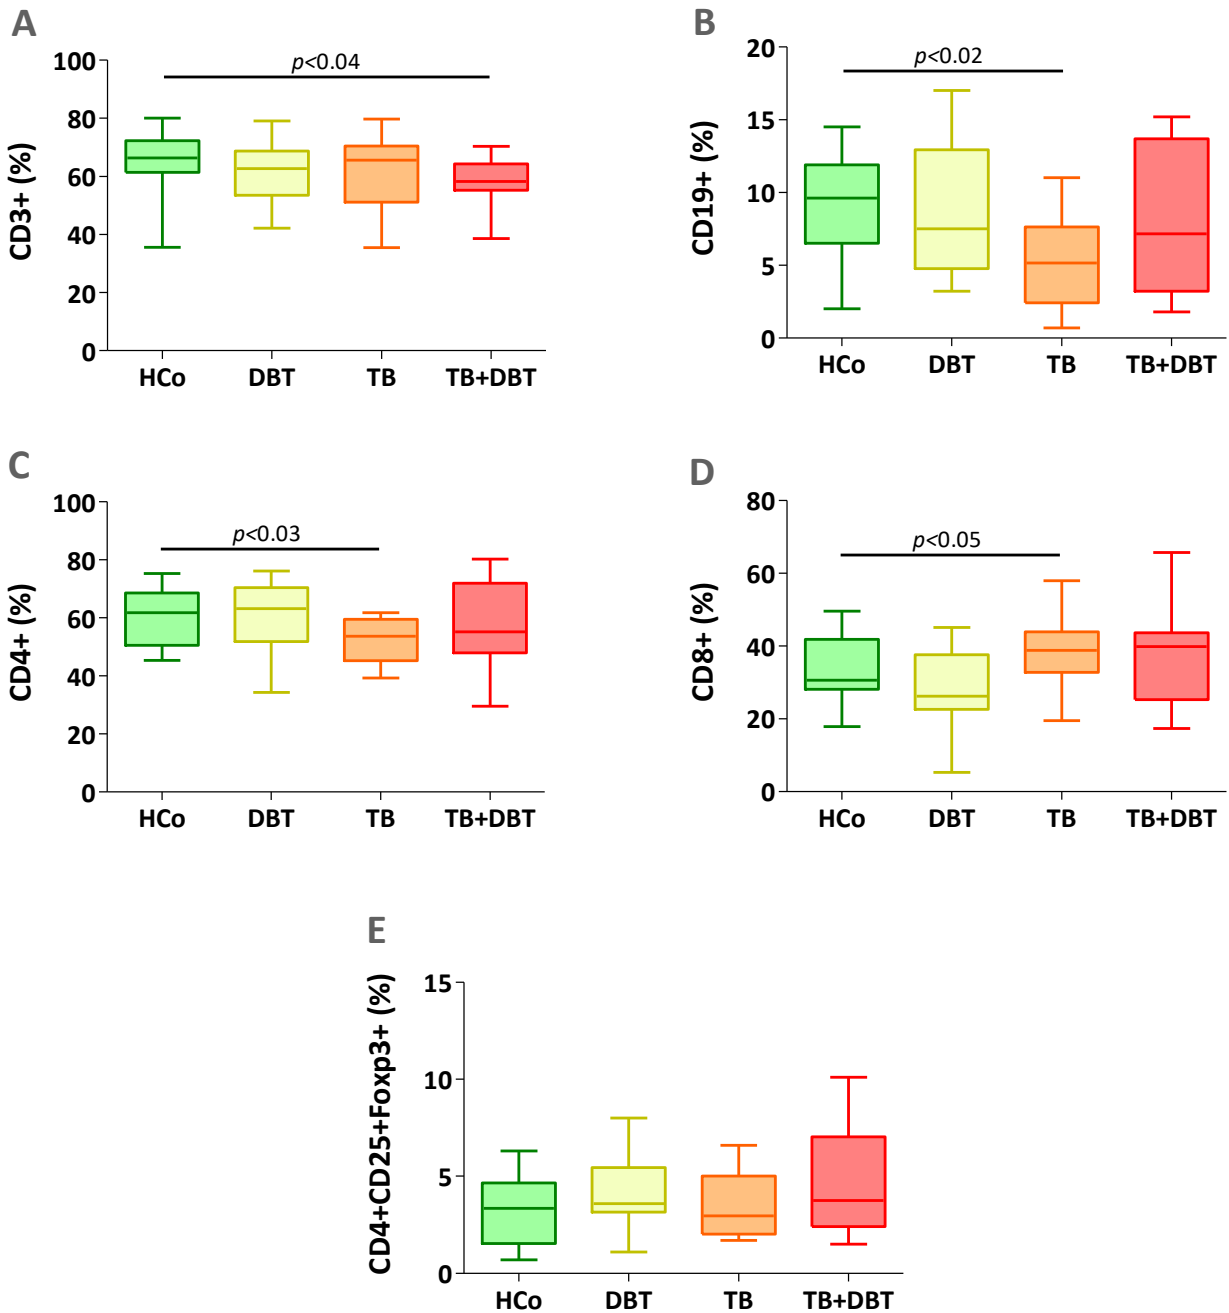 A
p<0.04
CD3+ (%)
100
80
60
40
20
0
HCo DBT TB TB+DBT
B
p<0.02
CD19+ (%)
20
15
10
5
0
HCo DBT TB TB+DBT
C
p<0.03
CD4+ (%)
100
80
60
40
20
0
HCo DBT TB TB+DBT
D
p<0.05
CD8+ (%)
80
60
40
20
0
HCo DBT TB TB+DBT
E
CD4+CD25+Foxp3+ (%)
15
10
5
0
HCo DBT TB TB+DBT